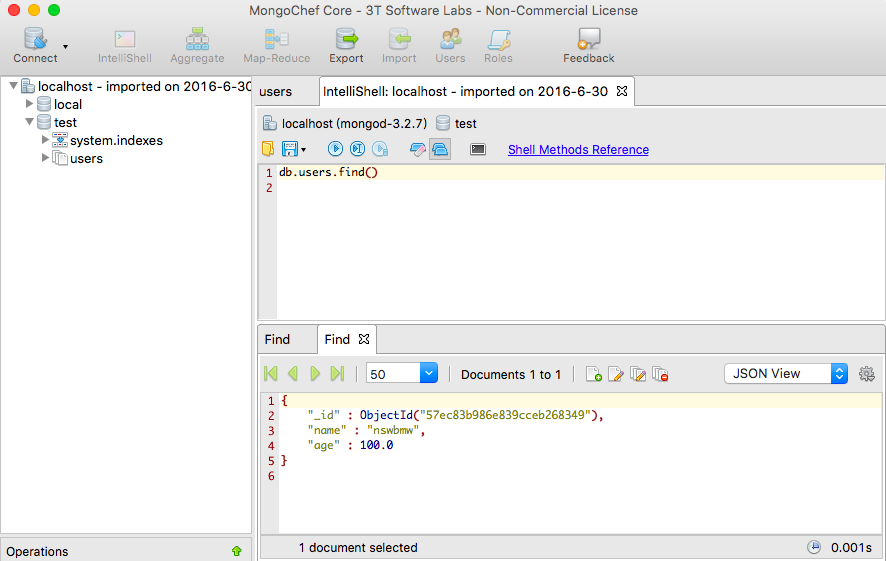 MongoChef Core - 3T Software Labs - Non-Commercial License
Connect IntelliShell Aggregate Map-Reduce Export Import Users Roles Feedback
localhost - imported on 2016-6-30
local
test
system.indexes
users
users IntelliShell: localhost - imported on 2016-6-30
localhost (mongod-3.2.7) test
Shell Methods Reference
1 db.users.find()
2
Find Find
50 Documents 1 to 1 JSON View
1 {
2 "_id" : ObjectId("57ec83b986e839cceb268349"),
3 "name" : "nswbmw",
4 "age" : 100.0
5 }
6
Operations
1 document selected 0.001s